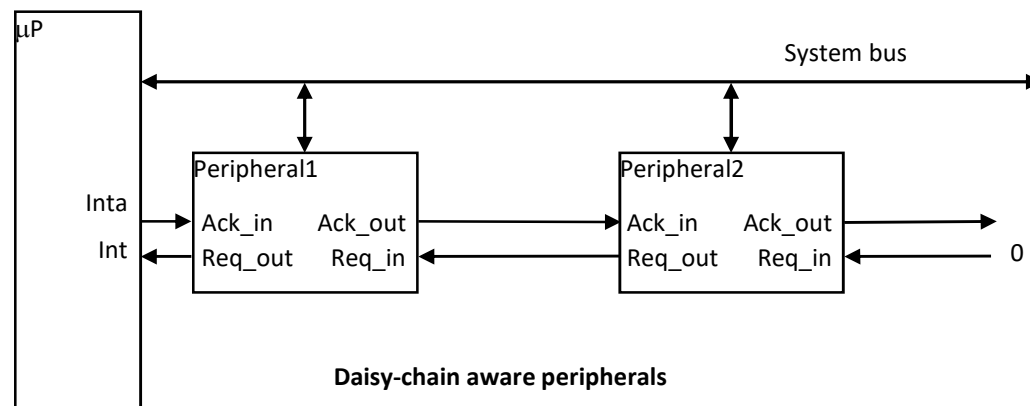 μP
System bus
Peripheral1
Peripheral2
Inta
Ack_in Ack_out
Ack_in Ack_out
Int
Req_out Req_in
Req_out Req_in
0
Daisy-chain aware peripherals